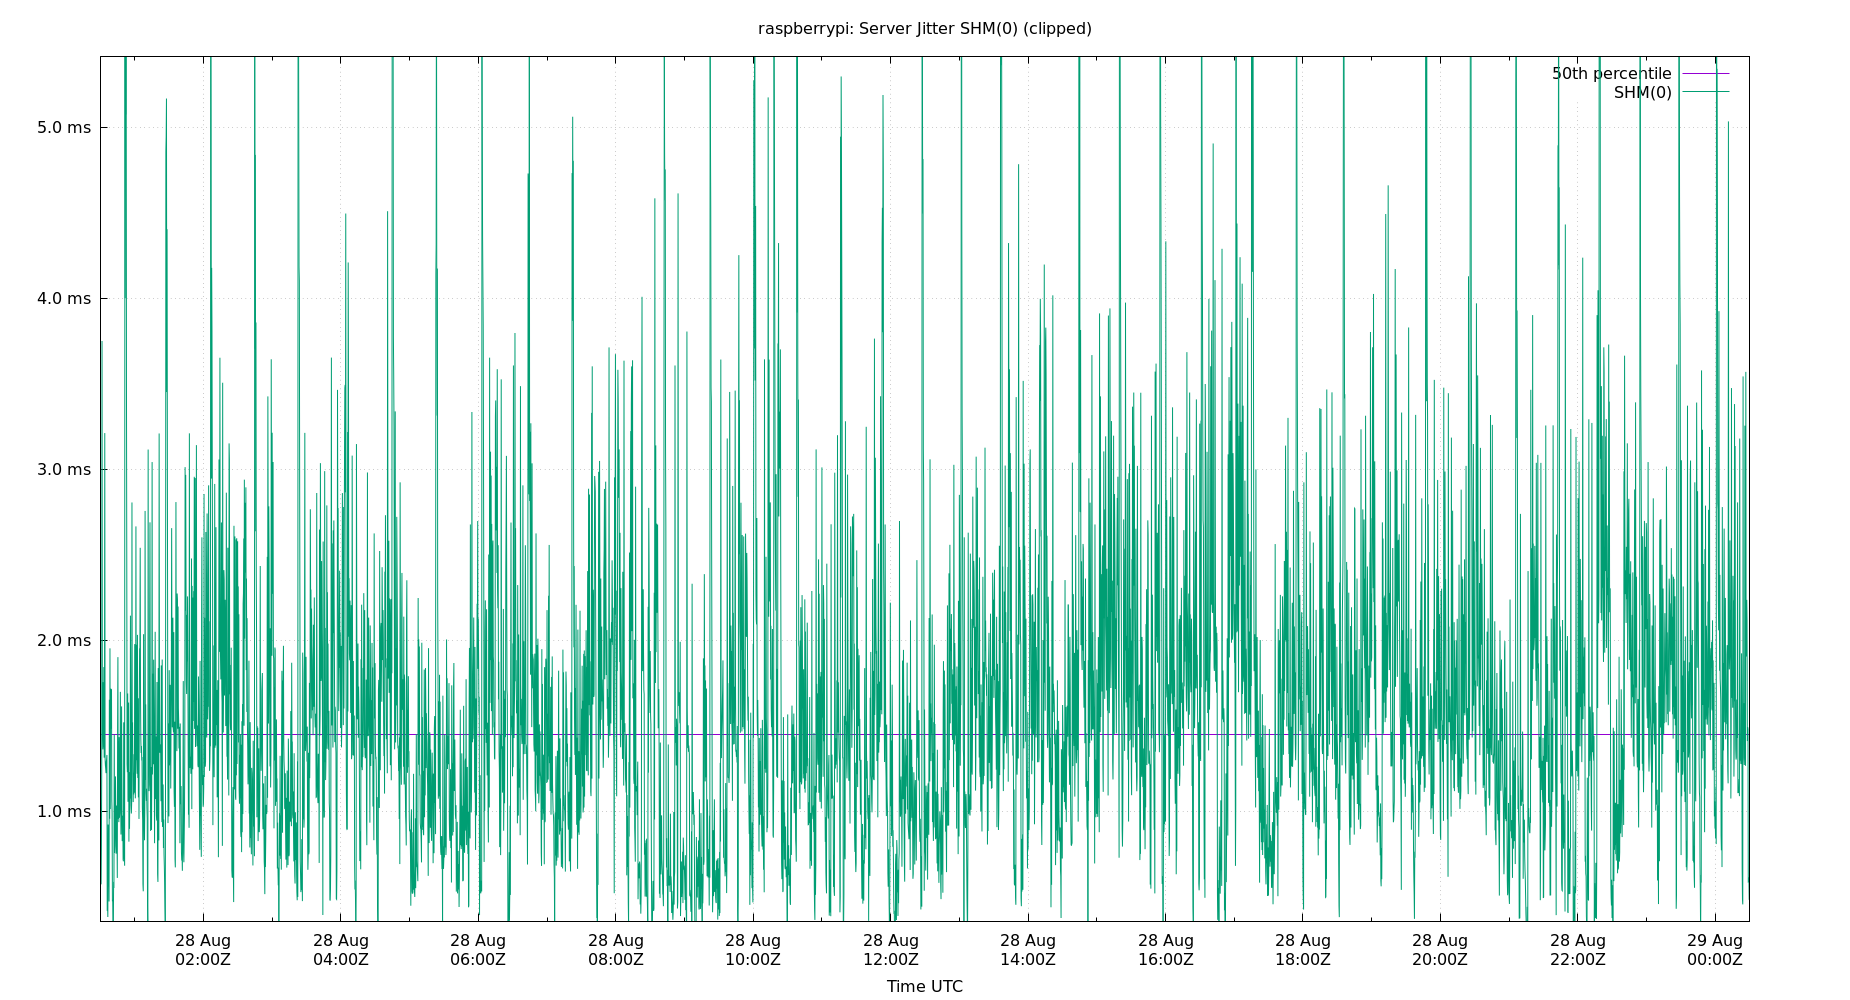 raspberrypi: Server Jitter SHM(0) (clipped)
50th percentile
SHM(0)
5.0 ms
4.0 ms
3.0 ms
2.0 ms
1.0 ms
28 Aug 28 Aug 28 Aug 28 Aug 28 Aug 28 Aug 28 Aug 28 Aug 28 Aug 28 Aug 28 Aug 29 Aug
02:00Z 04:00Z 06:00Z 08:00Z 10:00Z 12:00Z 14:00Z 16:00Z 18:00Z 20:00Z 22:00Z 00:00Z
Time UTC